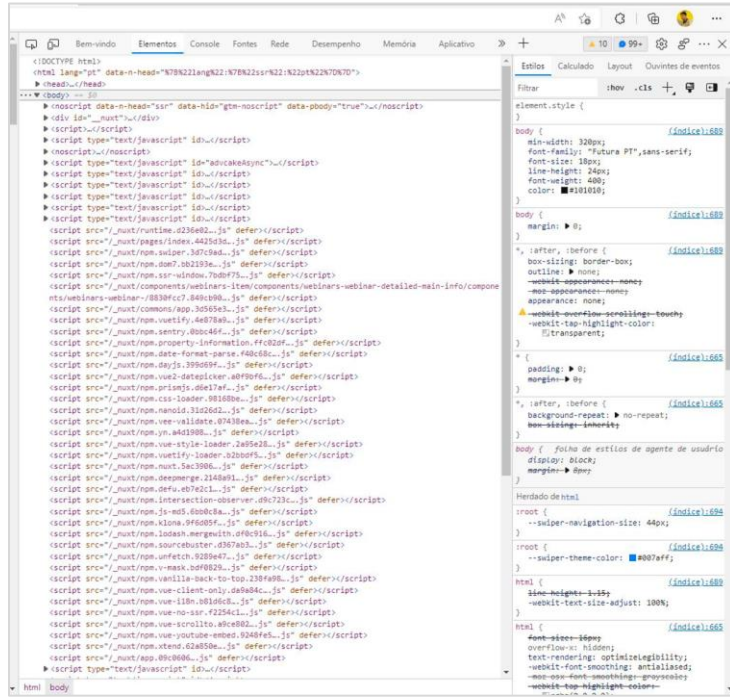 Bem-vindo Elementos Console Fontes Rede Desempenho Memória Aplicativo
10 99+
<!DOCTYPE html>
<html lang="pt" data-n-head="%7B%22lang%22:%7B%22ssr%22:%22pt%22%7D%7D">
<head>…</head>
<body> == $0
<noscript data-n-head="ssr" data-hid="gtm-noscript" data-pbody="true">…</noscript>
<div id="__nuxt">…</div>
<script>…</script>
<script type="text/javascript" id>…</script>
<noscript>…</noscript>
<script type="text/javascript" id="advcakeAsync">…</script>
<script type="text/javascript" id>…</script>
<script type="text/javascript" id>…</script>
<script type="text/javascript" id>…</script>
<script type="text/javascript" id>…</script>
<script src="/_nuxt/runtime.d236e02….js" defer></script>
<script src="/_nuxt/pages/index.4425d3d….js" defer></script>
<script src="/_nuxt/npm.swiper.3d7c9ad….js" defer></script>
<script src="/_nuxt/npm.dom7.bb2193e….js" defer></script>
<script src="/_nuxt/npm.ssr-window.7bdbf75….js" defer></script>
<script src="/_nuxt/components/webinars-item/components/webinars-webinar-detailed-main-info/compone
nts/webinars-webinar-/8830fcc7.849cb90….js" defer></script>
<script src="/_nuxt/commons/app.3d565e3….js" defer></script>
<script src="/_nuxt/npm.vuetify.4e878a9….js" defer></script>
<script src="/_nuxt/npm.sentry.0bbc46f….js" defer></script>
<script src="/_nuxt/npm.property-information.ffc02df….js" defer></script>
<script src="/_nuxt/npm.date-format-parse.f40c68c….js" defer></script>
<script src="/_nuxt/npm.dayjs.399d69f….js" defer></script>
<script src="/_nuxt/npm.vue2-datepicker.a0f9bf6….js" defer></script>
<script src="/_nuxt/npm.prismjs.d6e17af….js" defer></script>
<script src="/_nuxt/npm.css-loader.98168be….js" defer></script>
<script src="/_nuxt/npm.nanoid.31d26d2….js" defer></script>
<script src="/_nuxt/npm.vee-validate.07438ea….js" defer></script>
<script src="/_nuxt/npm.yn.a4d1908….js" defer></script>
<script src="/_nuxt/npm.vue-style-loader.2a95e28….js" defer></script>
<script src="/_nuxt/npm.vuetify-loader.b2bbdf5….js" defer></script>
<script src="/_nuxt/npm.nuxt.5ac3906….js" defer></script>
<script src="/_nuxt/npm.deepmerge.2148a91….js" defer></script>
<script src="/_nuxt/npm.defu.eb7e2c1….js" defer></script>
<script src="/_nuxt/npm.intersection-observer.d9c723c….js" defer></script>
<script src="/_nuxt/npm.js-md5.6bb0c8a….js" defer></script>
<script src="/_nuxt/npm.klona.9f6d05f….js" defer></script>
<script src="/_nuxt/npm.lodash.mergewith.df0c916….js" defer></script>
<script src="/_nuxt/npm.sourcebuster.d367ab3….js" defer></script>
<script src="/_nuxt/npm.unfetch.9289e47….js" defer></script>
<script src="/_nuxt/npm.v-mask.bdf0829….js" defer></script>
<script src="/_nuxt/npm.vanilla-back-to-top.238fa98….js" defer></script>
<script src="/_nuxt/npm.vue-client-only.da9a84c….js" defer></script>
<script src="/_nuxt/npm.vue-i18n.b81d6c8….js" defer></script>
<script src="/_nuxt/npm.vue-no-ssr.f2254c1….js" defer></script>
<script src="/_nuxt/npm.vue-scrollto.a9ce802….js" defer></script>
<script src="/_nuxt/npm.vue-youtube-embed.9248fe5….js" defer></script>
<script src="/_nuxt/npm.xtend.62a850e….js" defer></script>
<script src="/_nuxt/app.09c0606….js" defer></script>
<script type="text/javascript" id>…</script>
html body
Estilos Calculado Layout Ouvintes de eventos
Filtrar :hov .cls
element.style {
}
body { (índice):689
min-width: 320px;
font-family: "Futura PT",sans-serif;
font-size: 18px;
line-height: 24px;
font-weight: 400;
color: #101010;
}
body { (índice):689
margin: 0;
}
*, :after, :before { (índice):689
box-sizing: border-box;
outline: none;
-webkit-appearance: none;
-moz-appearance: none;
appearance: none;
-webkit-overflow-scrolling: touch;
-webkit-tap-highlight-color:
transparent;
}
* { (índice):665
padding: 0;
margin: 0;
}
*, :after, :before { (índice):665
background-repeat: no-repeat;
box-sizing: inherit;
}
body { folha de estilos de agente de usuário
display: block;
margin: 8px;
}
Herdado de html
:root { (índice):694
--swiper-navigation-size: 44px;
}
:root { (índice):694
--swiper-theme-color: #007aff;
}
html { (índice):689
line-height: 1.15;
-webkit-text-size-adjust: 100%;
}
html { (índice):665
font-size: 16px;
overflow-x: hidden;
text-rendering: optimizeLegibility;
-webkit-font-smoothing: antialiased;
-moz-osx-font-smoothing: grayscale;
-webkit-tap-highlight-color: